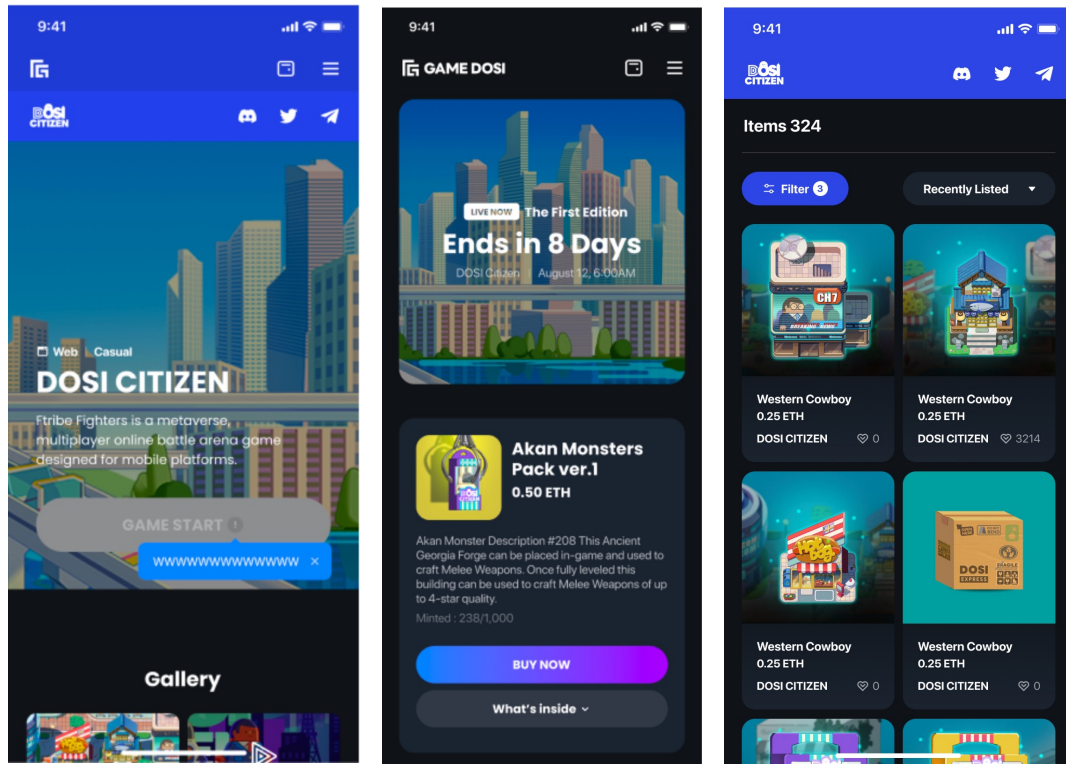 9:41
DOSI
CITIZEN
Web Casual
DOSI CITIZEN
Ftribe Fighters is a metaverse,
multiplayer online battle arena game
designed for mobile platforms.
GAME START !
WWWWWWWWWWWWWW ×
Gallery
9:41
GAME DOSI
LIVE NOW The First Edition
Ends in 8 Days
DOSI Citizen | August 12, 6:00AM
DOSI
Akan Monsters
Pack ver.1
0.50 ETH
Akan Monster Description #208 This Ancient
Georgia Forge can be placed in-game and used to
craft Melee Weapons. Once fully leveled this
building can be used to craft Melee Weapons of up
to 4-star quality.
Minted : 238/1,000
BUY NOW
What's inside
9:41
DOSI
CITIZEN
Items 324
Filter 3
Recently Listed
CH7
BREAKING NEWS
Western Cowboy
0.25 ETH
DOSI CITIZEN 0
Western Cowboy
0.25 ETH
DOSI CITIZEN 3214
HOT DOG
Western Cowboy
0.25 ETH
DOSI CITIZEN 0
DOSI
EXPRESS
FRAGILE
Western Cowboy
0.25 ETH
DOSI CITIZEN 0